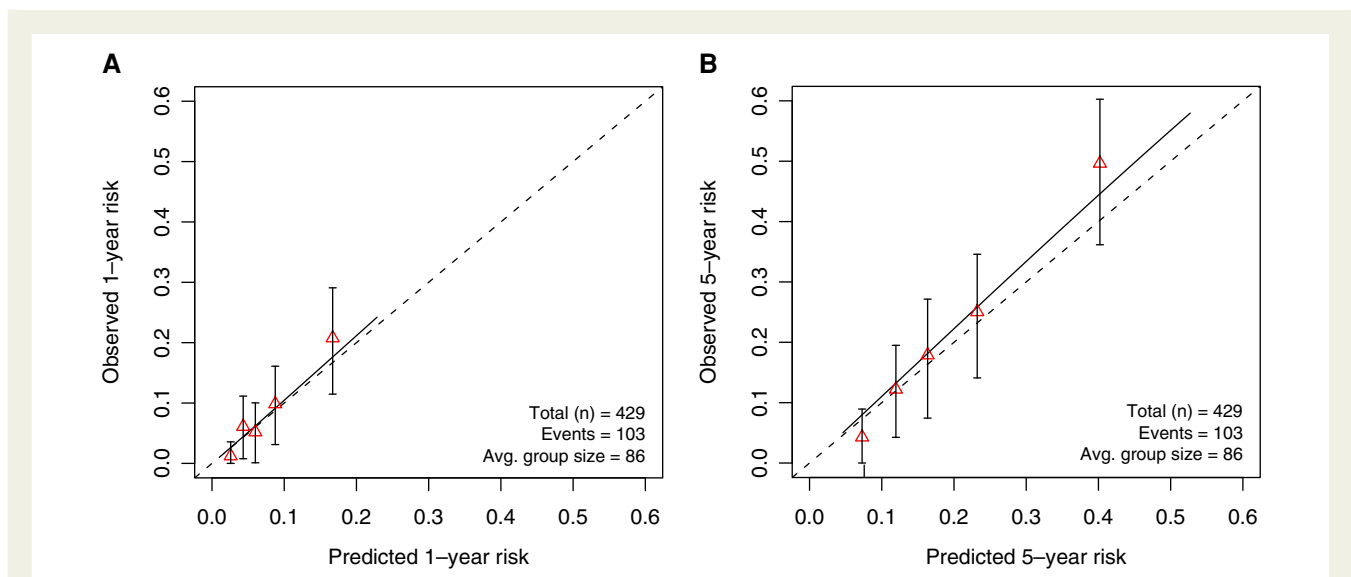 A
Observed 1–year risk
0.6
0.5
0.4
0.3
0.2
0.1
0.0
Total (n) = 429
Events = 103
Avg. group size = 86
0.0 0.1 0.2 0.3 0.4 0.5 0.6
Predicted 1–year risk
B
Observed 5–year risk
0.6
0.5
0.4
0.3
0.2
0.1
0.0
Total (n) = 429
Events = 103
Avg. group size = 86
0.0 0.1 0.2 0.3 0.4 0.5 0.6
Predicted 5–year risk